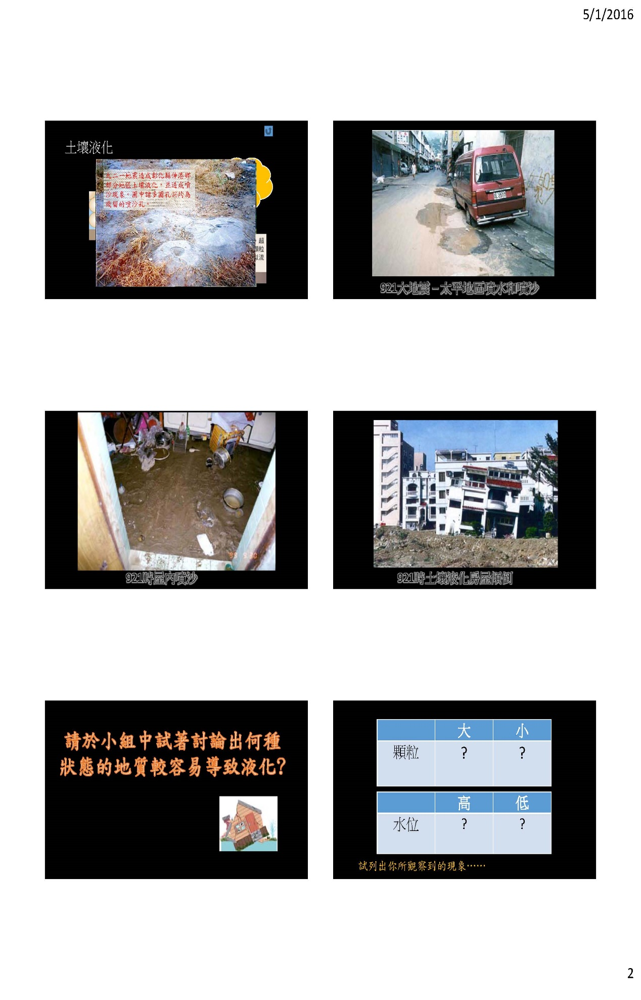 5/1/2016
土壤液化
九二一地震造成彰化縣伸港鄉
部分地區土壤液化,並造成噴
沙現象。圖中諸多圓孔洞均為
殘留的噴沙孔。
超
顆粒
似流
921大地震－太平地區噴水和噴沙
921時屋內噴沙
921時土壤液化房屋傾倒
請於小組中試著討論出何種
狀態的地質較容易導致液化?
大 小
顆粒 ? ?
高 低
水位 ? ?
試列出你所觀察到的現象⋯⋯
2